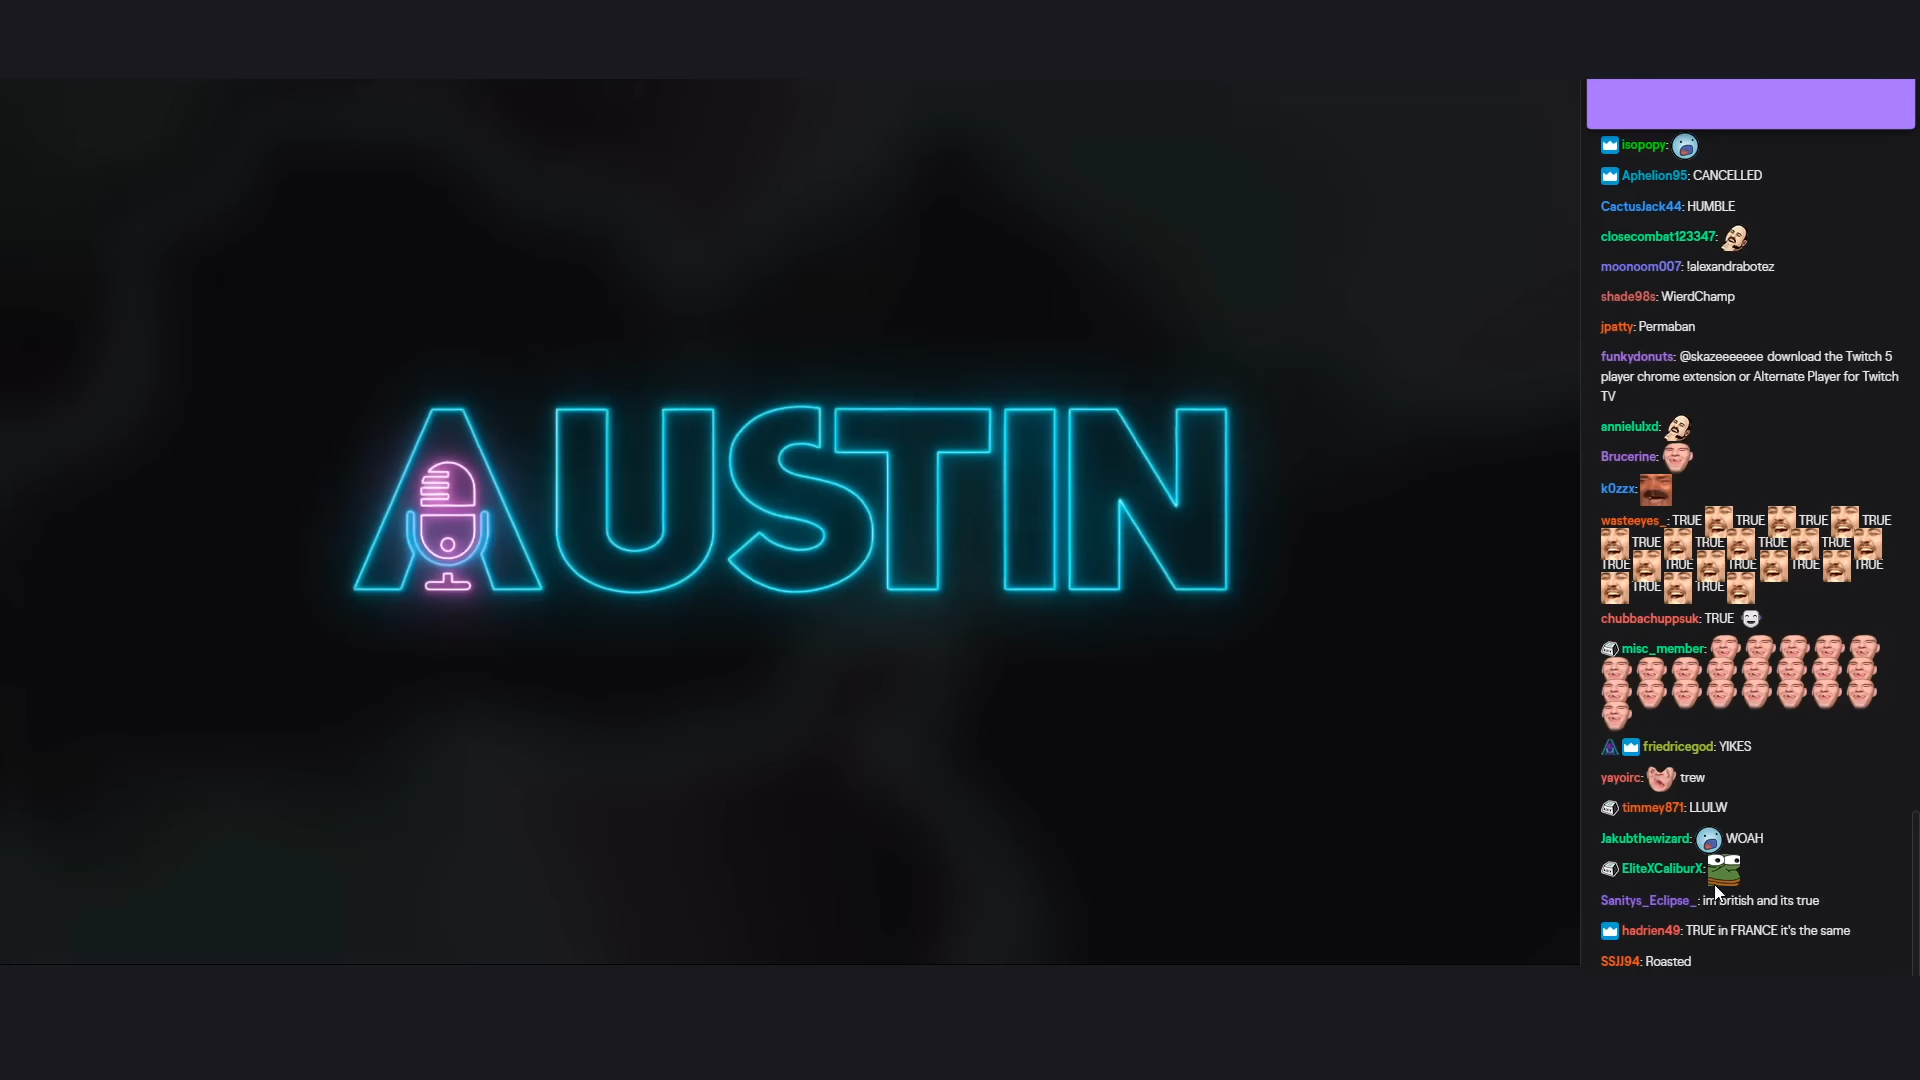 AUSTIN
isopopy:
Aphelion95: CANCELLED
CactusJack44: HUMBLE
closecombat123347:
moonoom007: !alexandrabotez
shade98s: WierdChamp
jpatty: Permaban
funkydonuts: @skazeeeeeee download the Twitch 5
player chrome extension or Alternate Player for Twitch
TV
annielulxd:
Brucerine:
k0zzx:
wasteeyes_: TRUE TRUE TRUE TRUE
TRUE TRUE TRUE TRUE
TRUE TRUE TRUE TRUE TRUE
TRUE TRUE
chubbachuppsuk: TRUE
misc_member:
friedricegod: YIKES
yayoirc: trew
timmey871: LLULW
Jakubthewizard: WOAH
EliteXCaliburX:
Sanitys_Eclipse_: im british and its true
hadrien49: TRUE in FRANCE it's the same
SSJJ94: Roasted